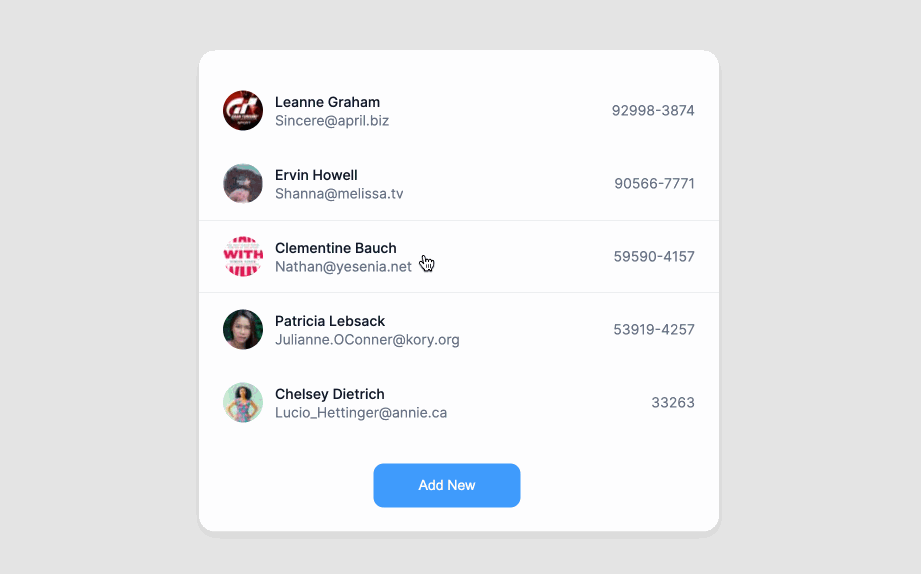 Leanne Graham
Sincere@april.biz
92998-3874
Ervin Howell
Shanna@melissa.tv
90566-7771
WITH
Clementine Bauch
Nathan@yesenia.net
59590-4157
Patricia Lebsack
Julianne.OConner@kory.org
53919-4257
Chelsey Dietrich
Lucio_Hettinger@annie.ca
33263
Add New